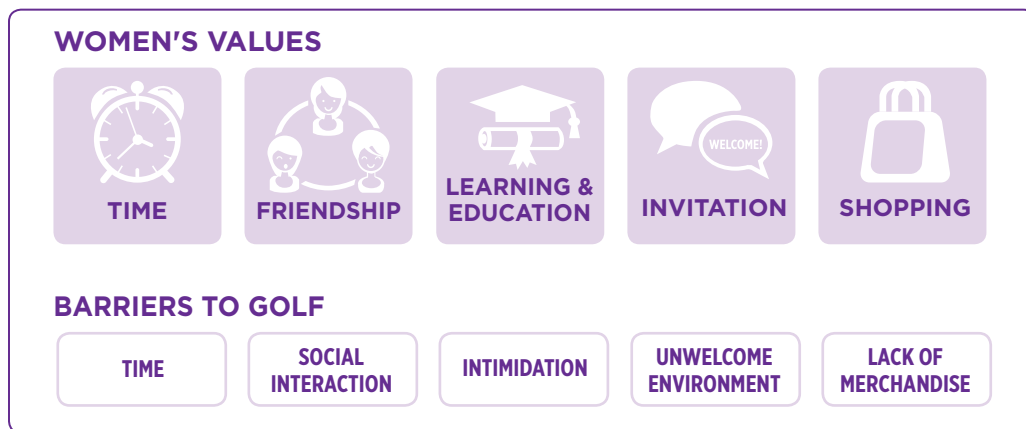 WOMEN'S VALUES
TIME
FRIENDSHIP
LEARNING &
EDUCATION
WELCOME!
INVITATION
SHOPPING
BARRIERS TO GOLF
TIME
SOCIAL
INTERACTION
INTIMIDATION
UNWELCOME
ENVIRONMENT
LACK OF
MERCHANDISE